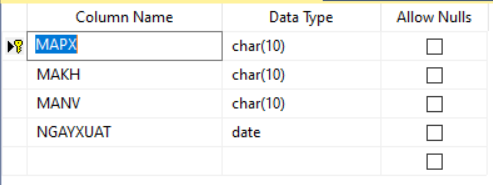 Column Name Data Type Allow Nulls
MAPX char(10)
MAKH char(10)
MANV char(10)
NGAYXUAT date